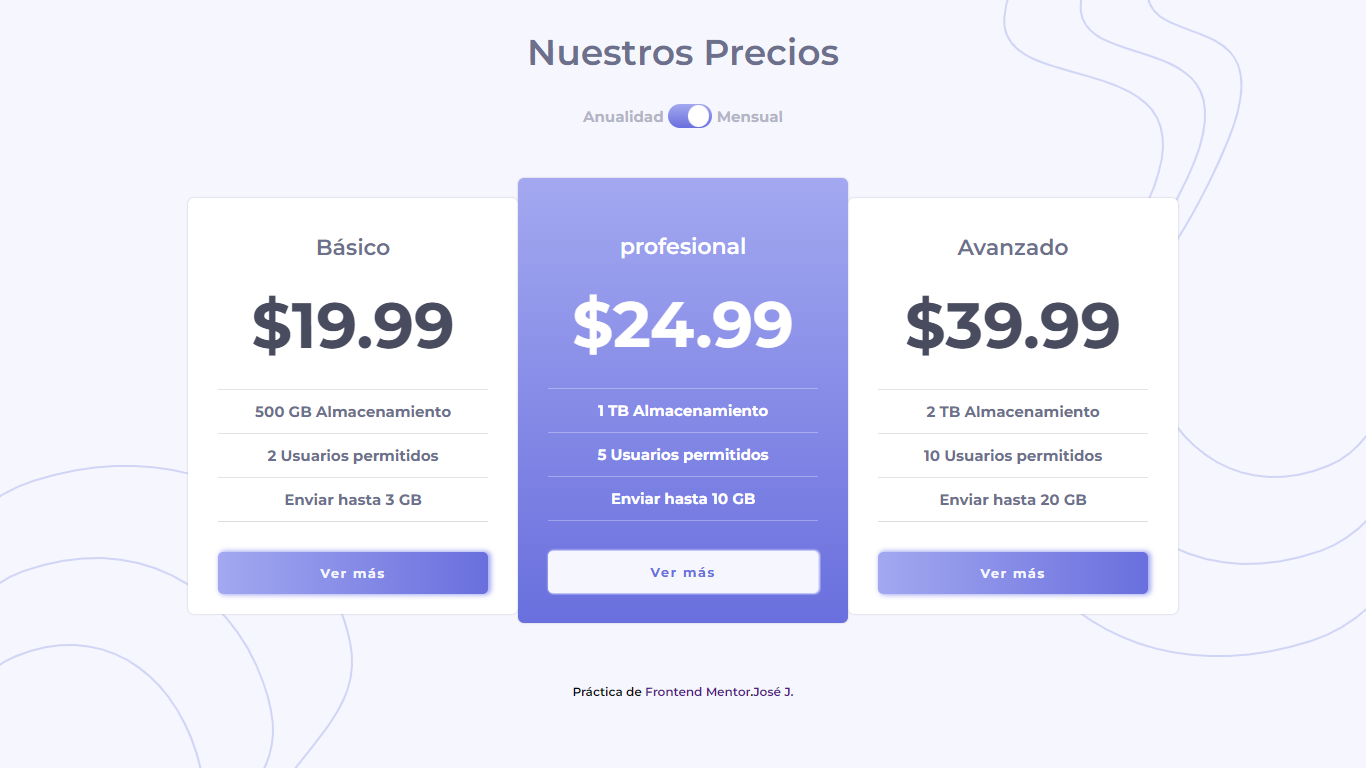 Nuestros Precios
Anualidad Mensual
Básico
$19.99
500 GB Almacenamiento
2 Usuarios permitidos
Enviar hasta 3 GB
Ver más
profesional
$24.99
1 TB Almacenamiento
5 Usuarios permitidos
Enviar hasta 10 GB
Ver más
Avanzado
$39.99
2 TB Almacenamiento
10 Usuarios permitidos
Enviar hasta 20 GB
Ver más
Práctica de Frontend Mentor.José J.